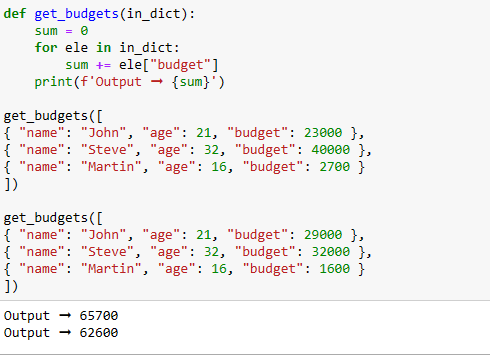 def get_budgets(in_dict):
    sum = 0
    for ele in in_dict:
        sum += ele["budget"]
    print(f'Output → {sum}')

get_budgets([
{ "name": "John", "age": 21, "budget": 23000 },
{ "name": "Steve", "age": 32, "budget": 40000 },
{ "name": "Martin", "age": 16, "budget": 2700 }
])

get_budgets([
{ "name": "John", "age": 21, "budget": 29000 },
{ "name": "Steve", "age": 32, "budget": 32000 },
{ "name": "Martin", "age": 16, "budget": 1600 }
])
Output → 65700
Output → 62600